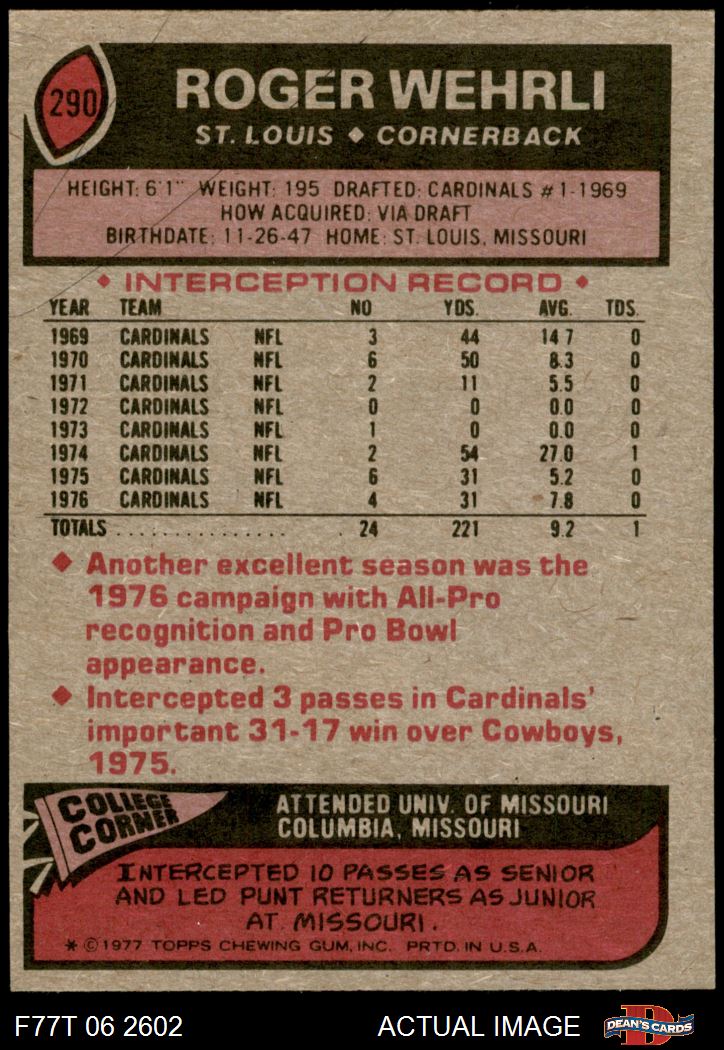 290
ROGER WEHRLI
ST. LOUIS ◆ CORNERBACK
HEIGHT: 6'1" WEIGHT: 195 DRAFTED: CARDINALS #1-1969
HOW ACQUIRED: VIA DRAFT
BIRTHDATE: 11-26-47 HOME: ST. LOUIS, MISSOURI
◆ INTERCEPTION RECORD ◆
YEAR TEAM NO YDS. AVG. TDS.
1969 CARDINALS NFL 3 44 14.7 0
1970 CARDINALS NFL 6 50 8.3 0
1971 CARDINALS NFL 2 11 5.5 0
1972 CARDINALS NFL 0 0 0.0 0
1973 CARDINALS NFL 1 0 0.0 0
1974 CARDINALS NFL 2 54 27.0 1
1975 CARDINALS NFL 6 31 5.2 0
1976 CARDINALS NFL 4 31 7.8 0
TOTALS . . . . . . . . . . . . . . . . 24 221 9.2 1
◆ Another excellent season was the
1976 campaign with All-Pro
recognition and Pro Bowl
appearance.
◆ Intercepted 3 passes in Cardinals'
important 31-17 win over Cowboys,
1975.
COLLEGE
CORNER
ATTENDED UNIV. OF MISSOURI
COLUMBIA, MISSOURI
INTERCEPTED 10 PASSES AS SENIOR
AND LED PUNT RETURNERS AS JUNIOR
AT MISSOURI.
* © 1977 TOPPS CHEWING GUM, INC. PRTD. IN U.S.A.
F77T 06 2602 ACTUAL IMAGE D DEAN'S CARDS